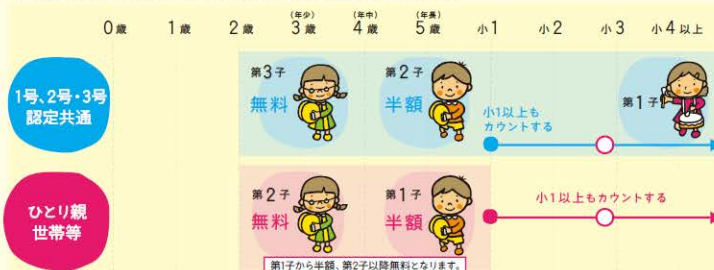 (年少) (年中) (年長)
0歳 1歳 2歳 3歳 4歳 5歳 小1 小2 小3 小4以上
1号、2号・3号
認定共通
第3子
無料
第2子
半額
小1以上も
カウントする
第1子
ひとり親
世帯等
第2子
無料
第1子
半額
小1以上もカウントする
第1子から半額、第2子以降無料となります。